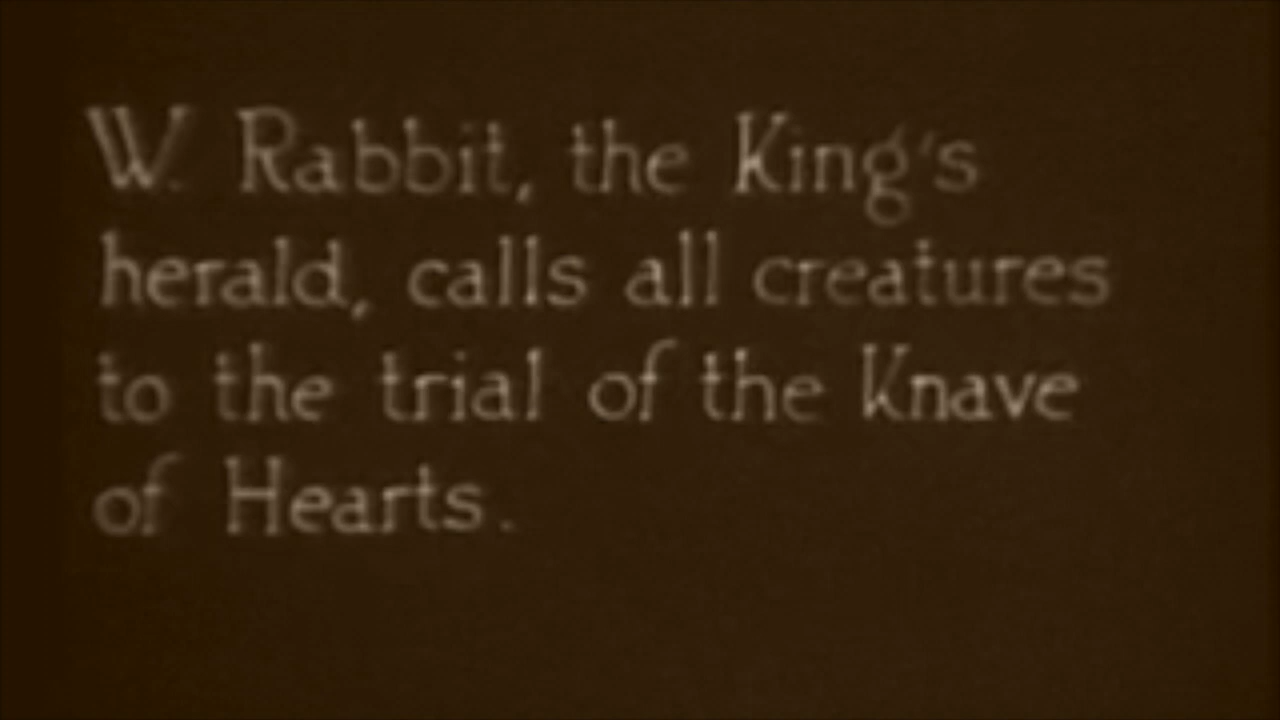 W. Rabbit, the King's
herald, calls all creatures
to the trial of the Knave
of Hearts.